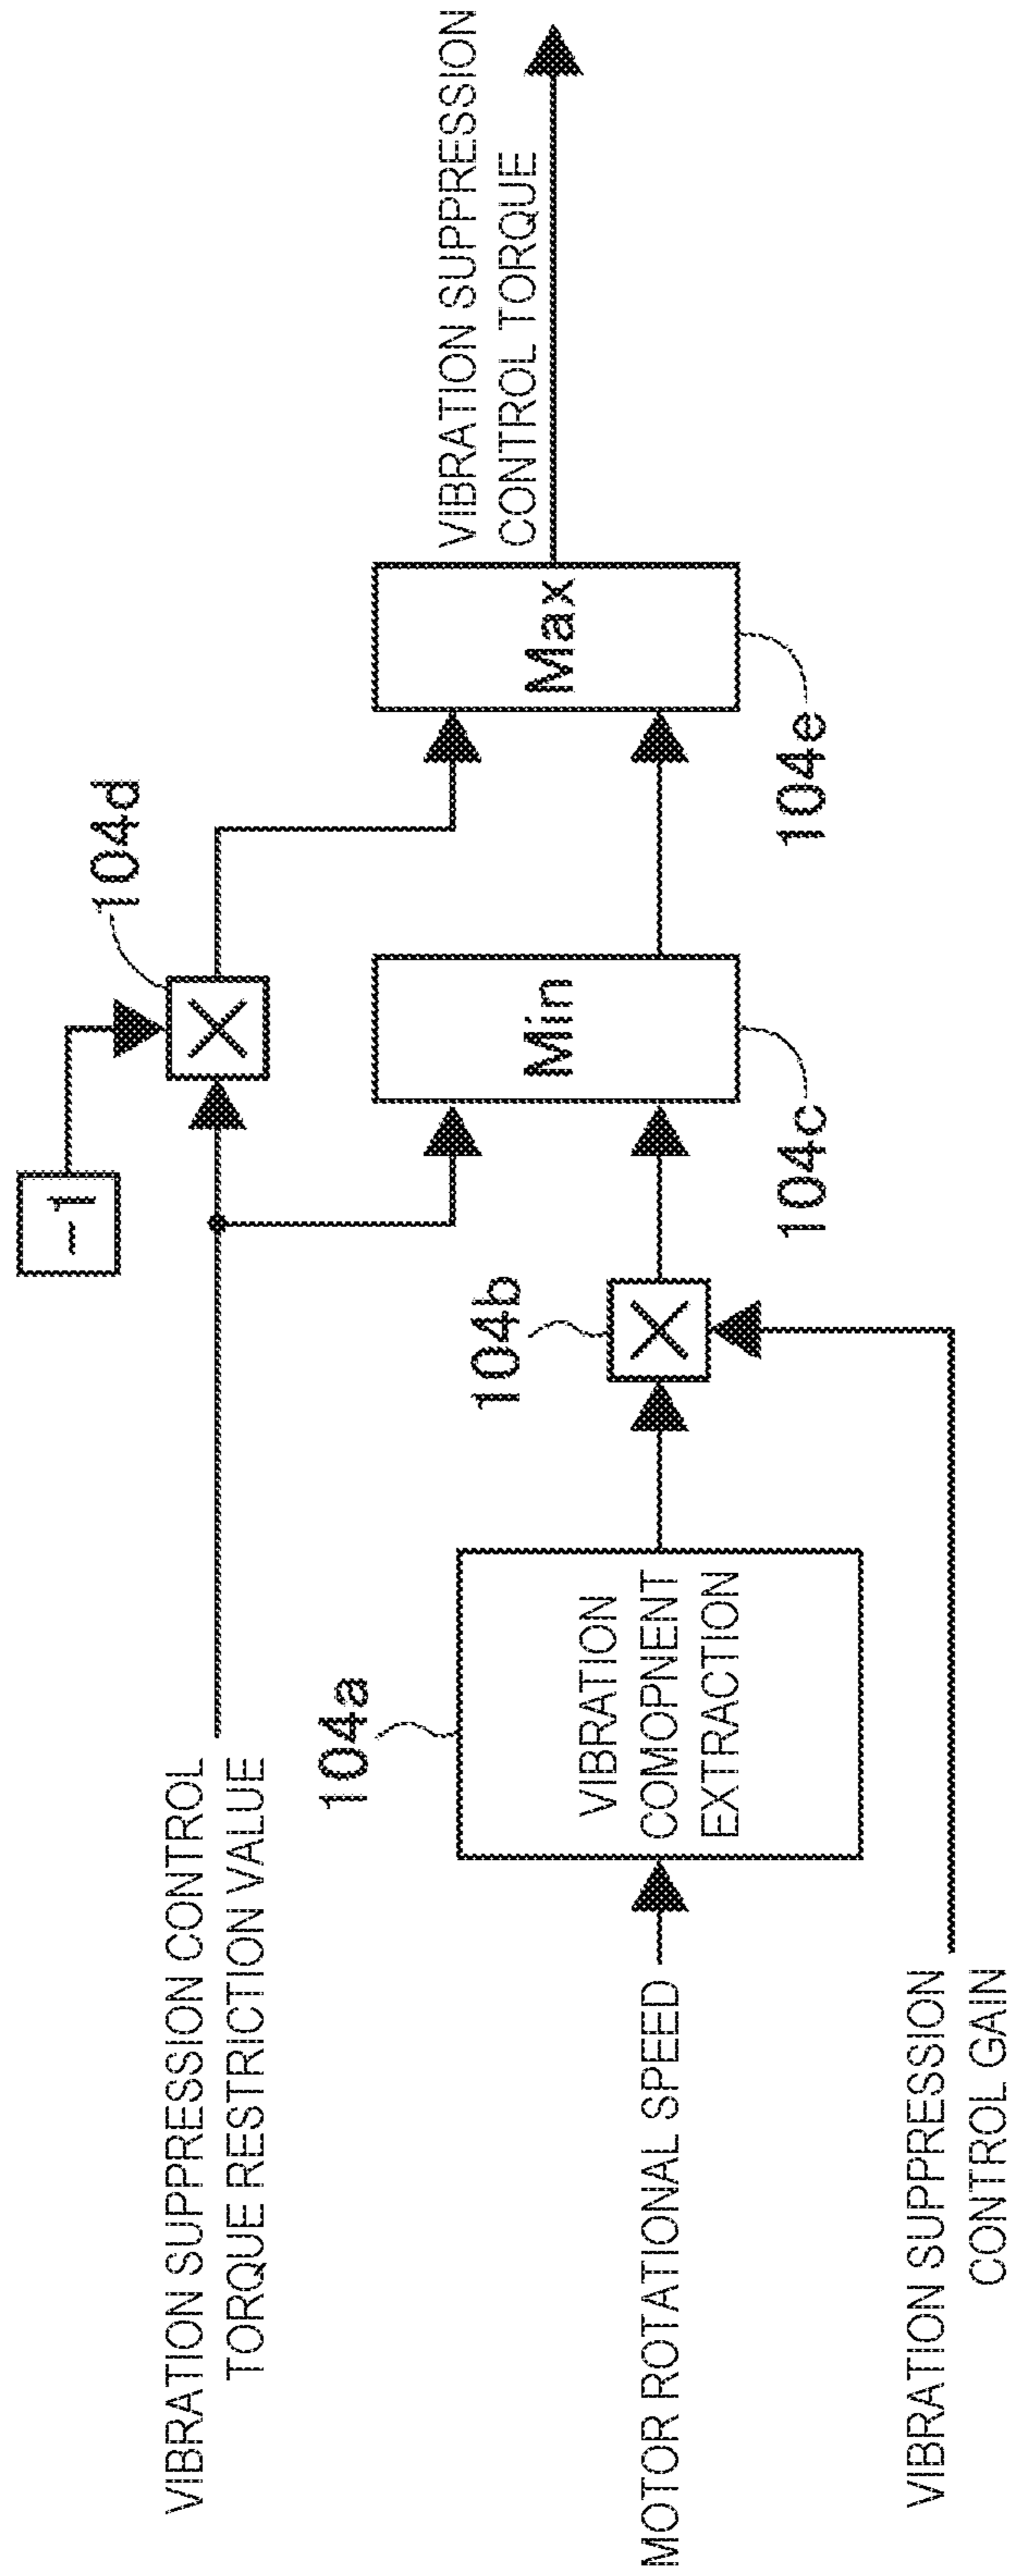 VIBRATION SUPPRESSION CONTROL
TORQUE RESTRICTION VALUE
-1
104d
104a
MOTOR ROTATIONAL SPEED
VIBRATION
COMOPNENT
EXTRACTION
104b
×
×
Min
104c
Max
104e
VIBRATION SUPPRESSION
CONTROL TORQUE
VIBRATION SUPPRESSION
CONTROL GAIN